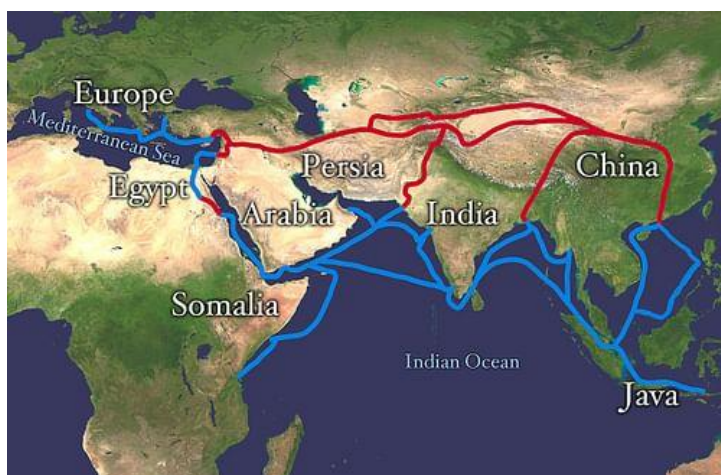 Europe
Mediterranean Sea
Egypt
Persia
China
Arabia
India
Somalia
Indian Ocean
Java